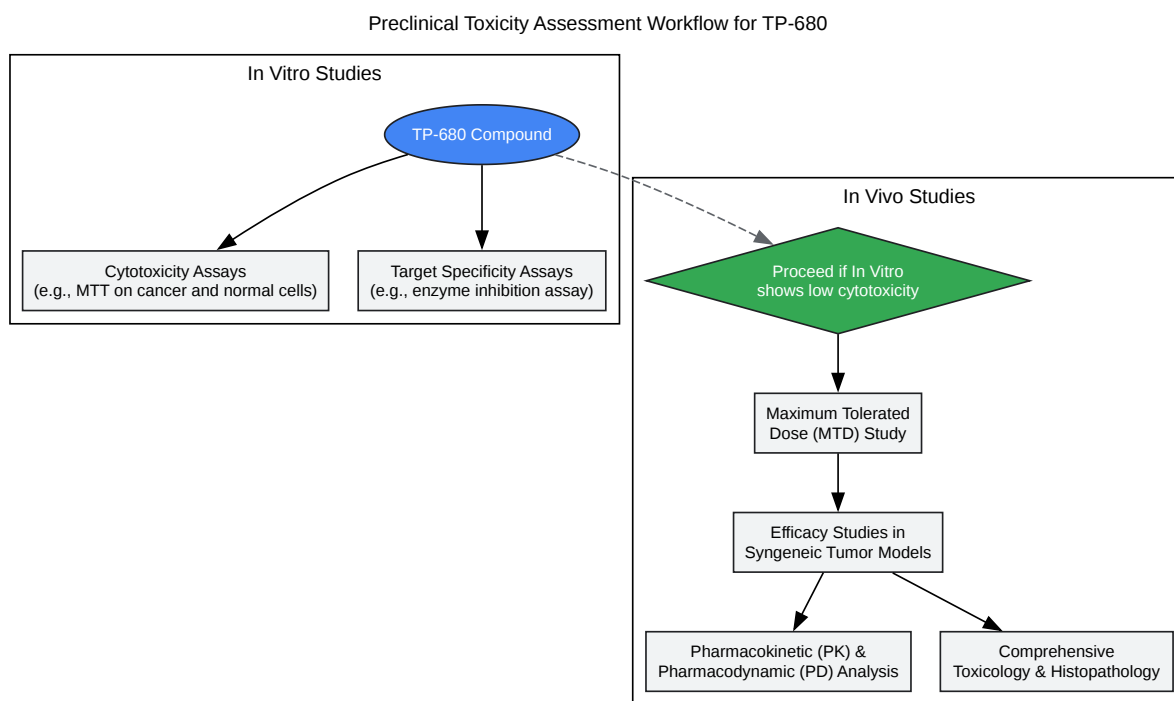 Preclinical Toxicity Assessment Workflow for TP-680
In Vitro Studies
TP-680 Compound
Cytotoxicity Assays
(e.g., MTT on cancer and normal cells)
Target Specificity Assays
(e.g., enzyme inhibition assay)
In Vivo Studies
Proceed if In Vitro
shows low cytotoxicity
Maximum Tolerated
Dose (MTD) Study
Efficacy Studies in
Syngeneic Tumor Models
Pharmacokinetic (PK) &
Pharmacodynamic (PD) Analysis
Comprehensive
Toxicology & Histopathology